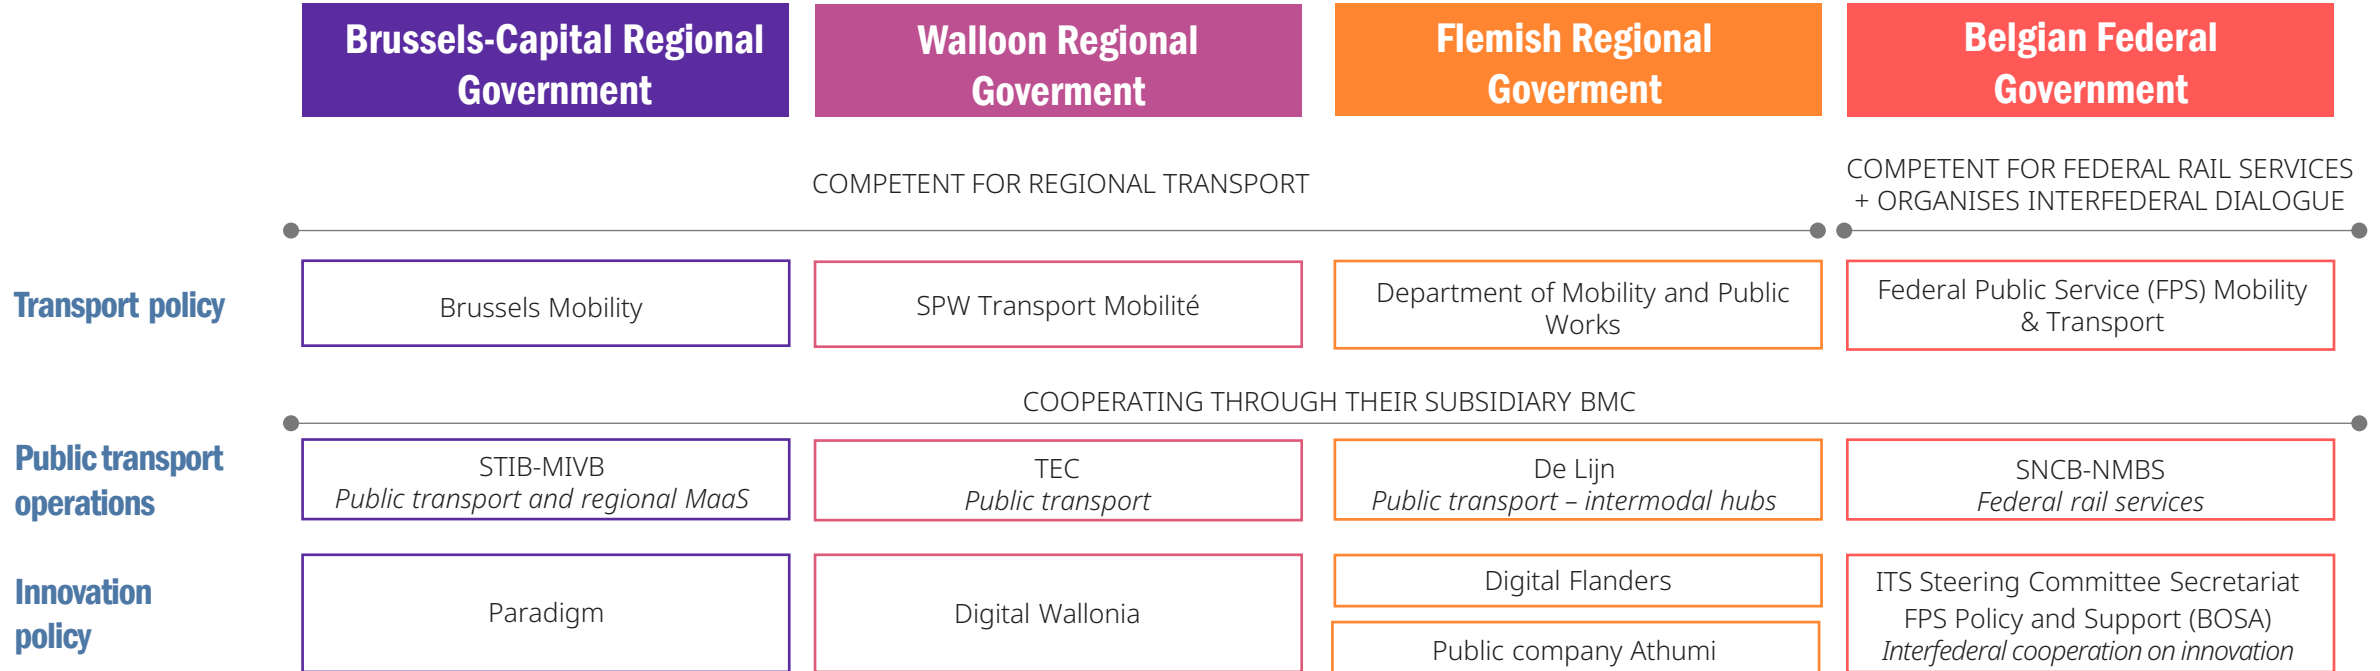 Brussels-Capital Regional
Government
Walloon Regional
Goverment
Flemish Regional
Goverment
Belgian Federal
Government
COMPETENT FOR REGIONAL TRANSPORT
COMPETENT FOR FEDERAL RAIL SERVICES
+ ORGANISES INTERFEDERAL DIALOGUE
Transport policy
Brussels Mobility
SPW Transport Mobilité
Department of Mobility and Public
Works
Federal Public Service (FPS) Mobility
& Transport
COOPERATING THROUGH THEIR SUBSIDIARY BMC
Public transport
operations
STIB-MIVB
Public transport and regional MaaS
TEC
Public transport
De Lijn
Public transport – intermodal hubs
SNCB-NMBS
Federal rail services
Innovation
policy
Paradigm
Digital Wallonia
Digital Flanders
Public company Athumi
ITS Steering Committee Secretariat
FPS Policy and Support (BOSA)
Interfederal cooperation on innovation